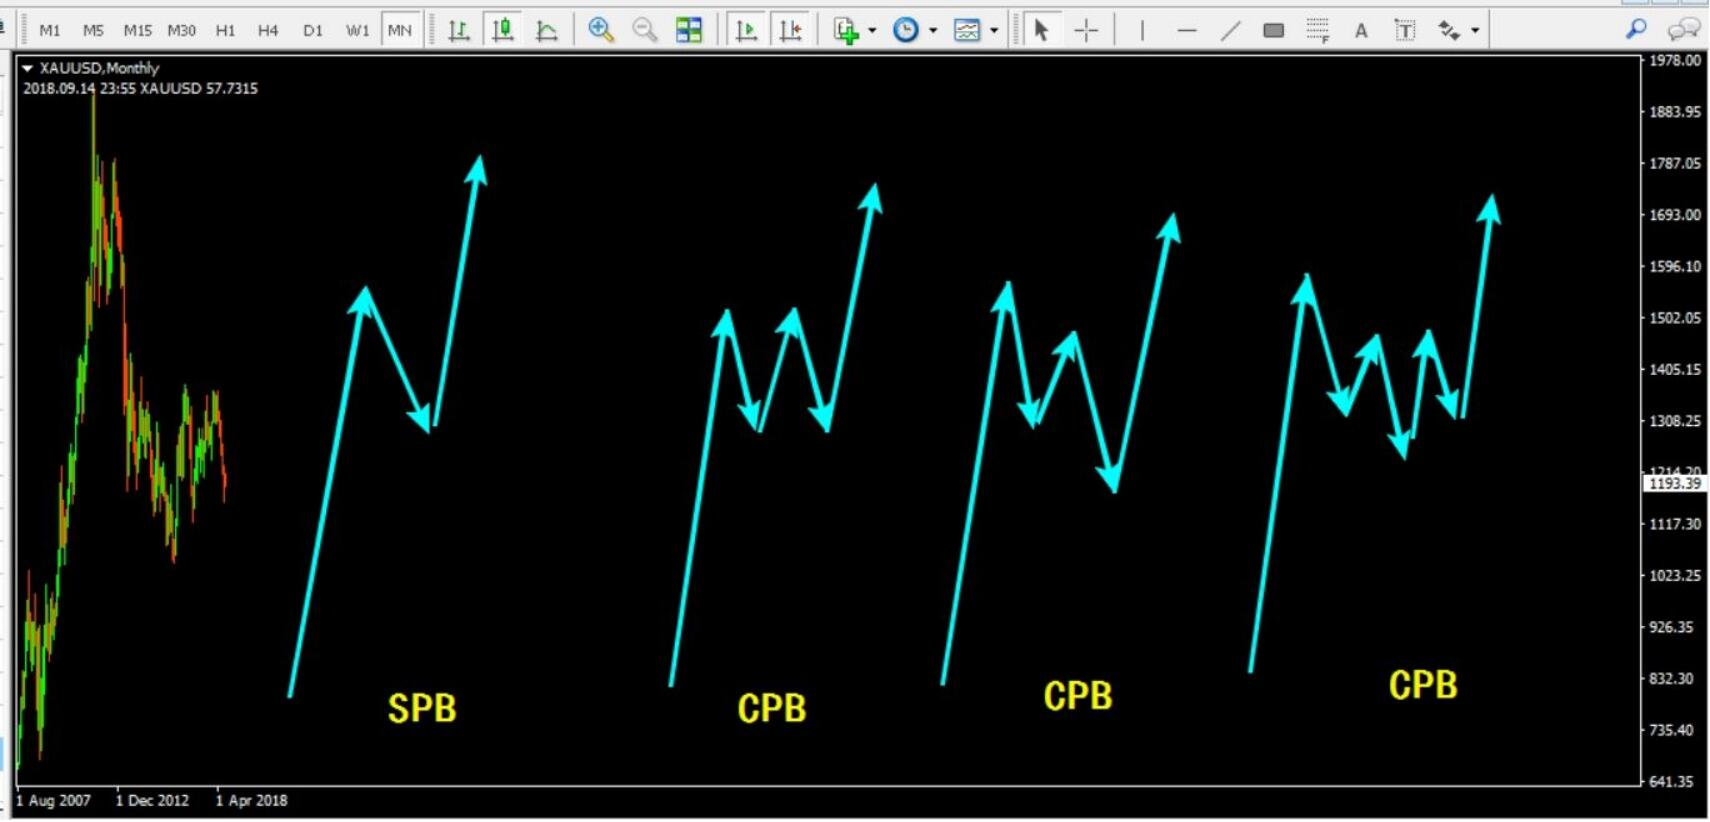 M1 M5 M15 M30 H1 H4 D1 W1 MN
A T
F
XAUUSD,Monthly
2018.09.14 23:55 XAUUSD 57.7315
1978.00
1883.95
1787.05
1693.00
1596.10
1502.05
1405.15
1308.25
1214.20
1193.39
1117.30
1023.25
926.35
832.30
735.40
641.35
SPB
CPB
CPB
CPB
1 Aug 2007
1 Dec 2012
1 Apr 2018